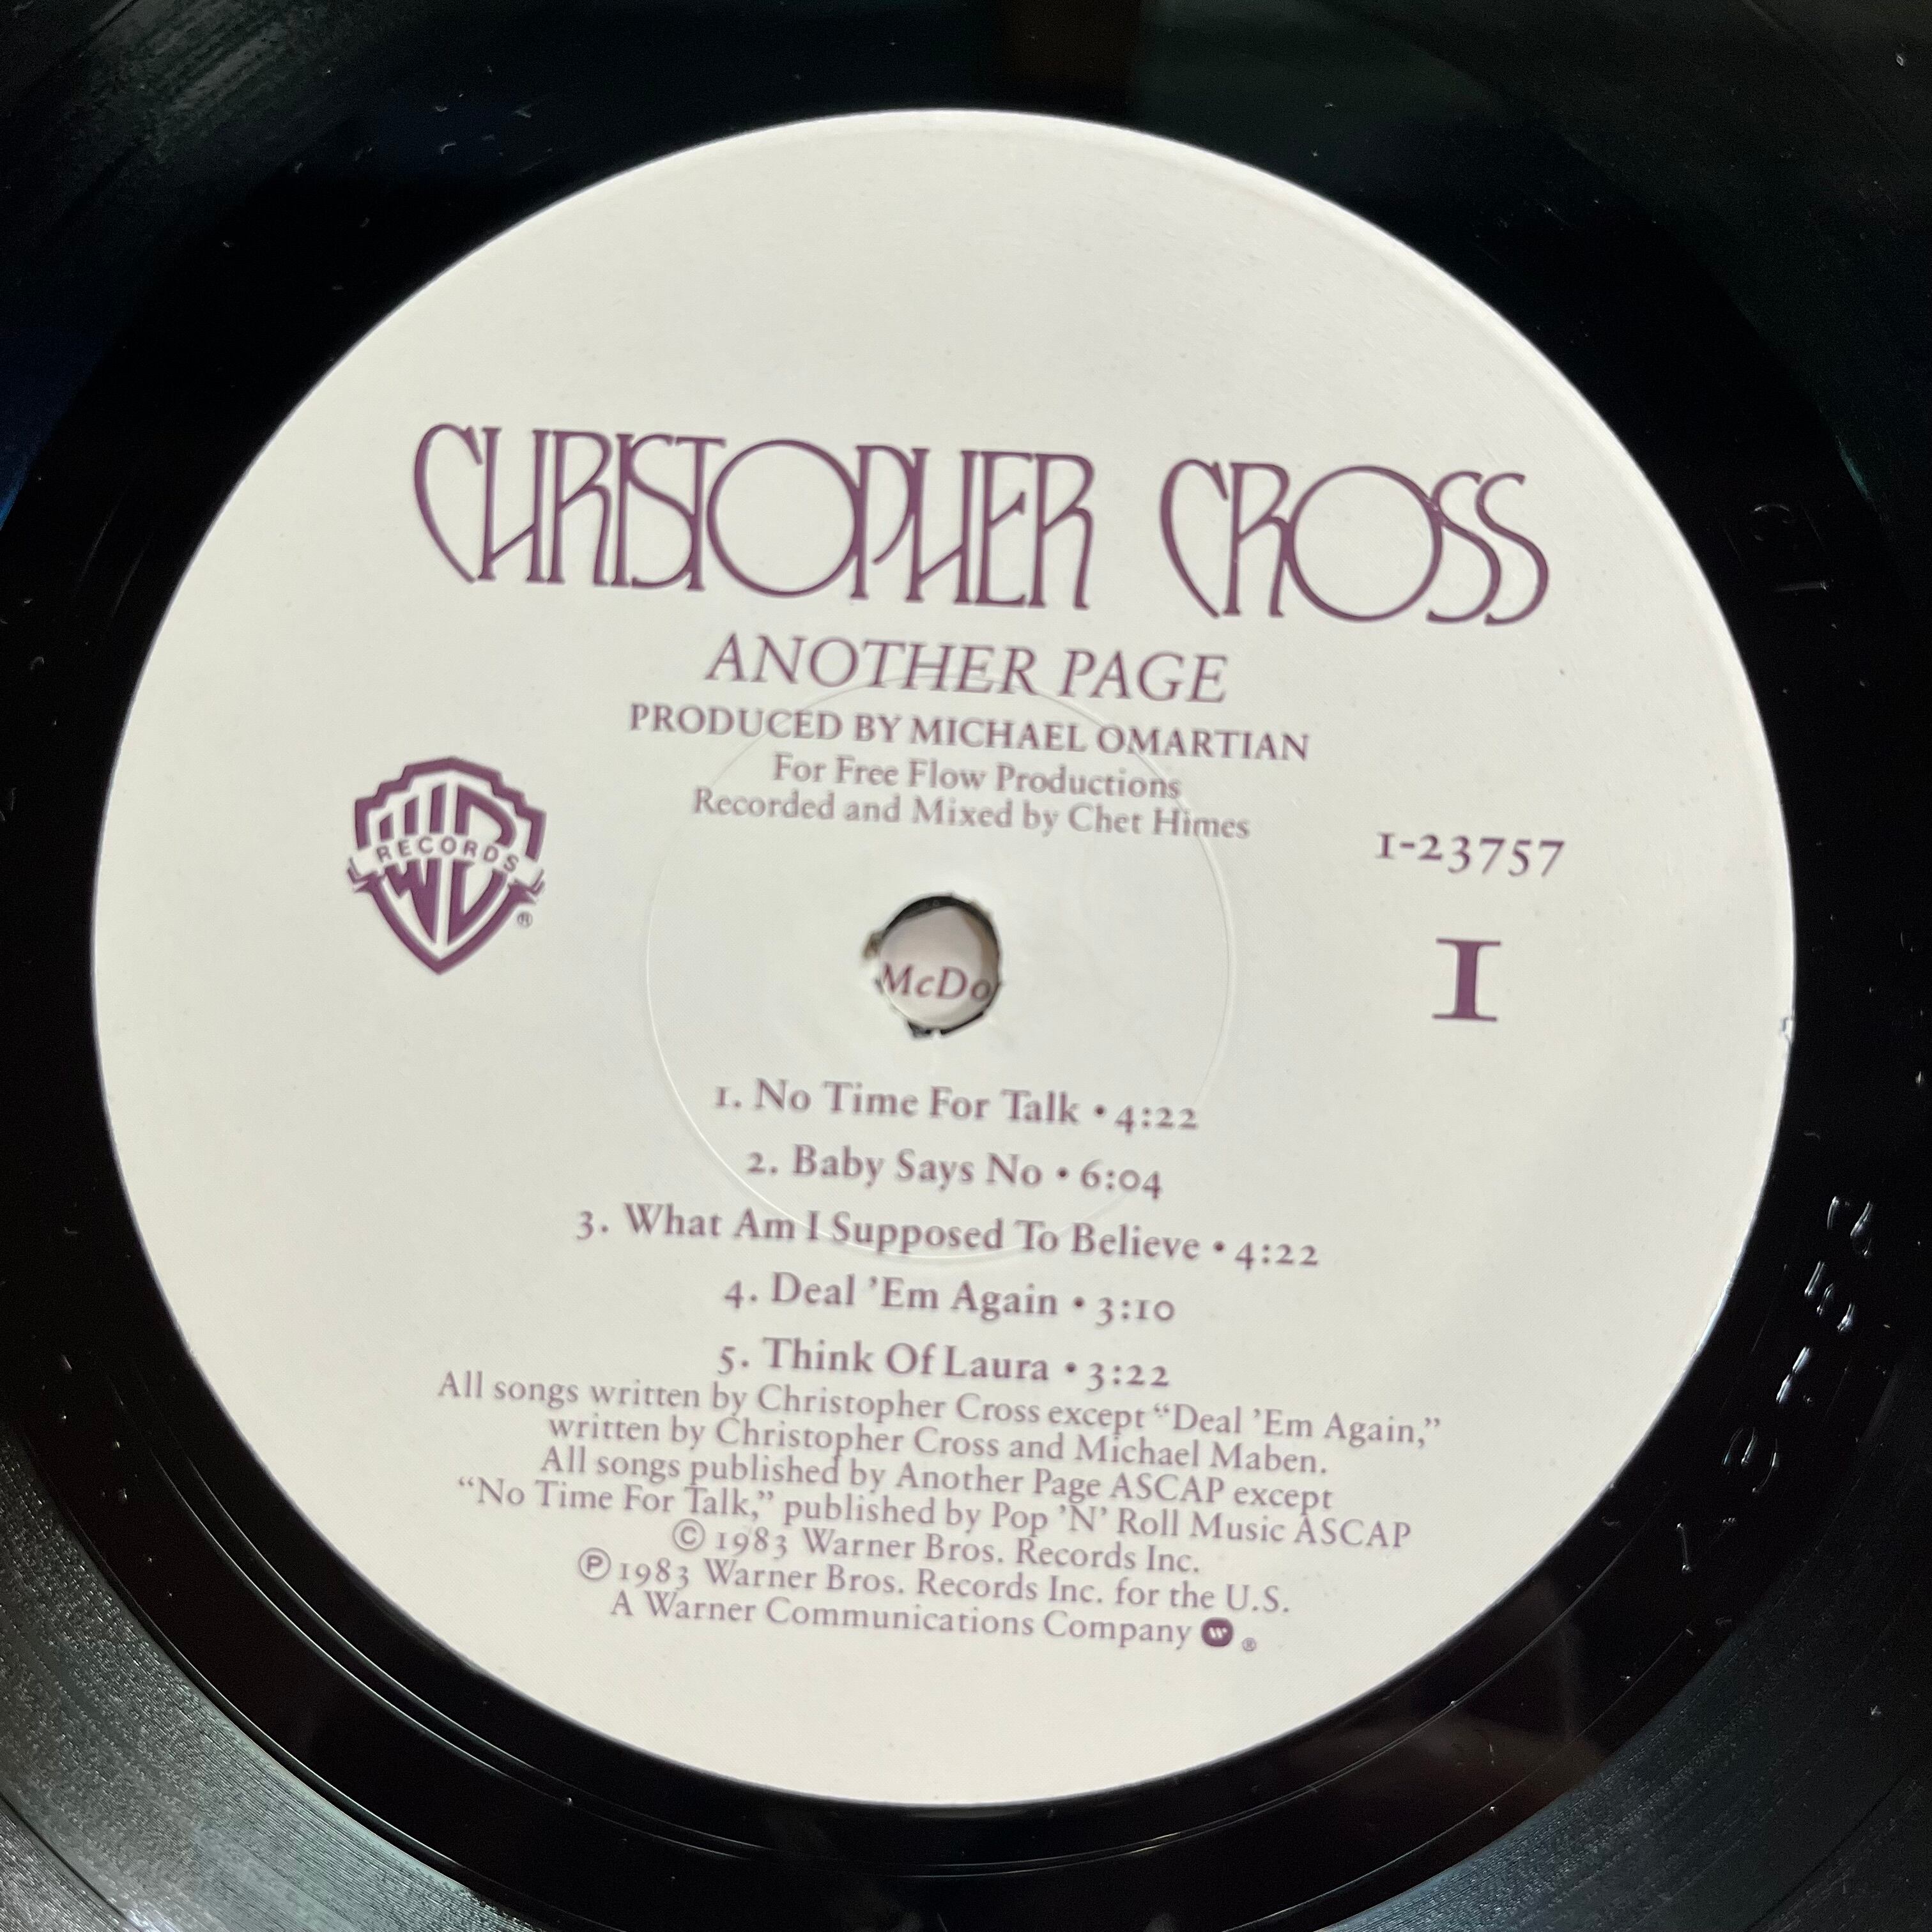 CHRISTOPHER CROSS
ANOTHER PAGE
PRODUCED BY MICHAEL OMARTIAN
For Free Flow Productions
Recorded and Mixed by Chet Himes
RECORDS
®
1-23757
I
McDo
1. No Time For Talk • 4:22
2. Baby Says No • 6:04
3. What Am I Supposed To Believe • 4:22
4. Deal ’Em Again • 3:10
5. Think Of Laura • 3:22
All songs written by Christopher Cross except “Deal ’Em Again,”
written by Christopher Cross and Michael Maben.
All songs published by Another Page ASCAP except
“No Time For Talk,” published by Pop ’N’ Roll Music ASCAP
© 1983 Warner Bros. Records Inc.
℗ 1983 Warner Bros. Records Inc. for the U.S.
A Warner Communications Company ®